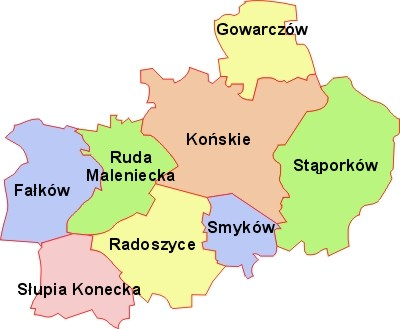 Gowarczów
Końskie
Stąporków
Ruda
Maleniecka
Fałków
Smyków
Radoszyce
Słupia Konecka